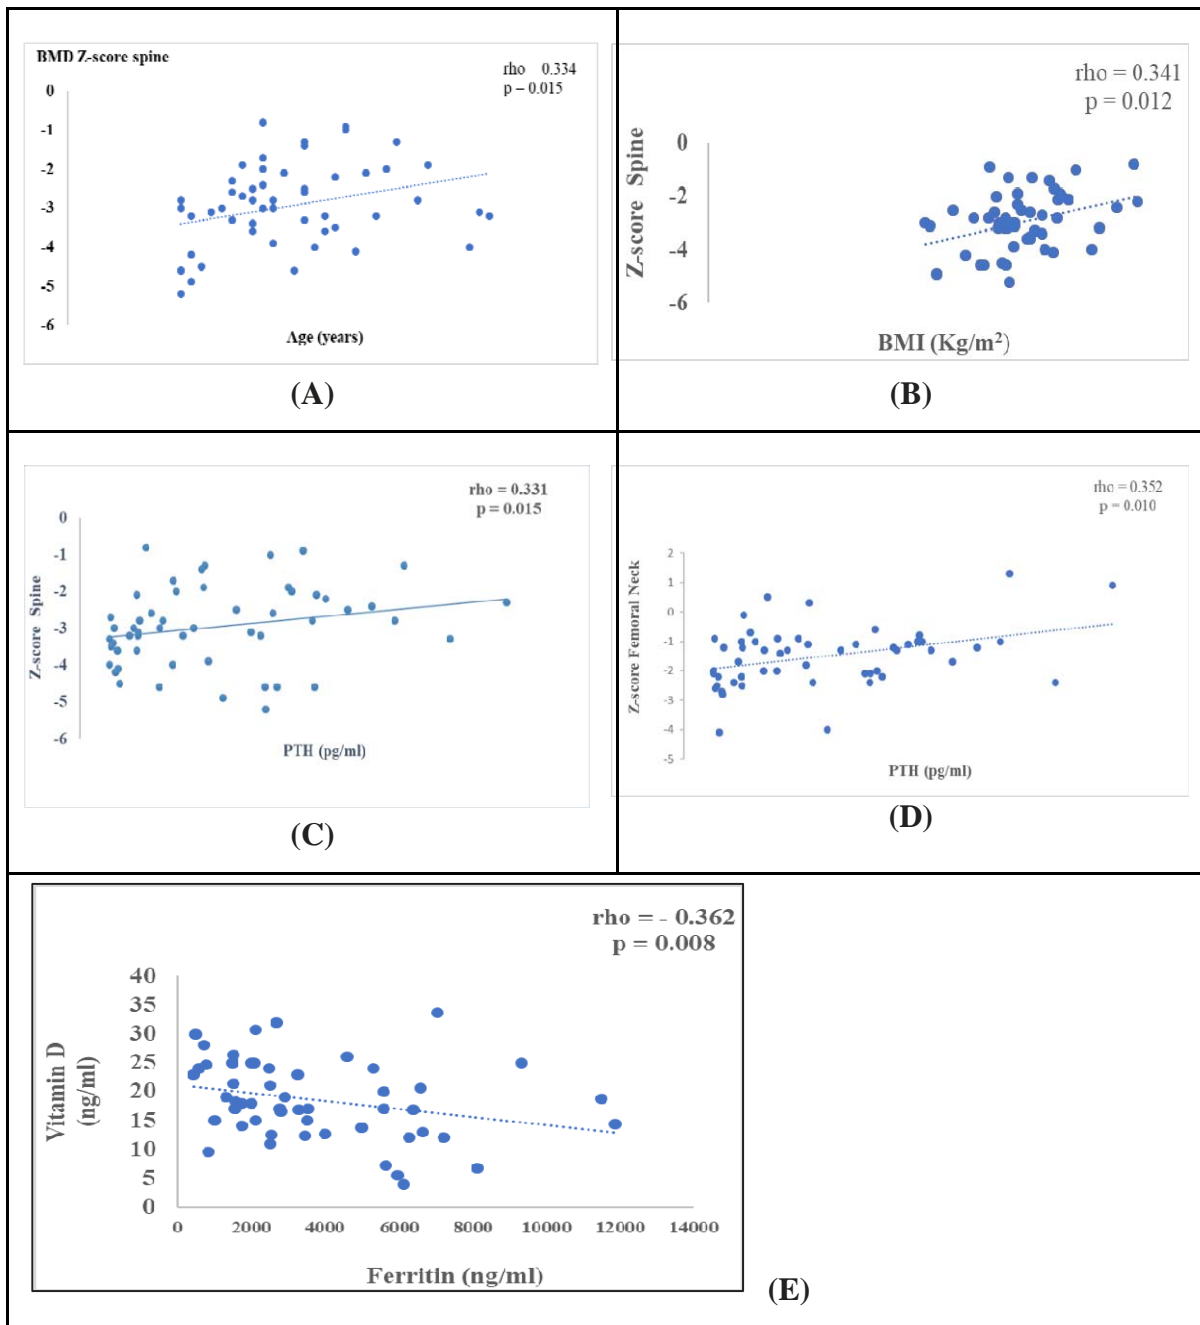 BMD Z-score spine
rho 0.334
p – 0.015
0
-1
-2
-3
-4
-5
-6
Age (years)
(A)
rho = 0.341
p = 0.012
Z-score Spine
0
-2
-4
-6
BMI (Kg/m²)
(B)
rho = 0.331
p = 0.015
Z-score Spine
0
-1
-2
-3
-4
-5
-6
PTH (pg/ml)
(C)
rho = 0.352
p = 0.010
Z-score Femoral Neck
2
1
0
-1
-2
-3
-4
-5
PTH (pg/ml)
(D)
rho = - 0.362
p = 0.008
Vitamin D
(ng/ml)
40
35
30
25
20
15
10
5
0
0 2000 4000 6000 8000 10000 12000 14000
Ferritin (ng/ml)
(E)